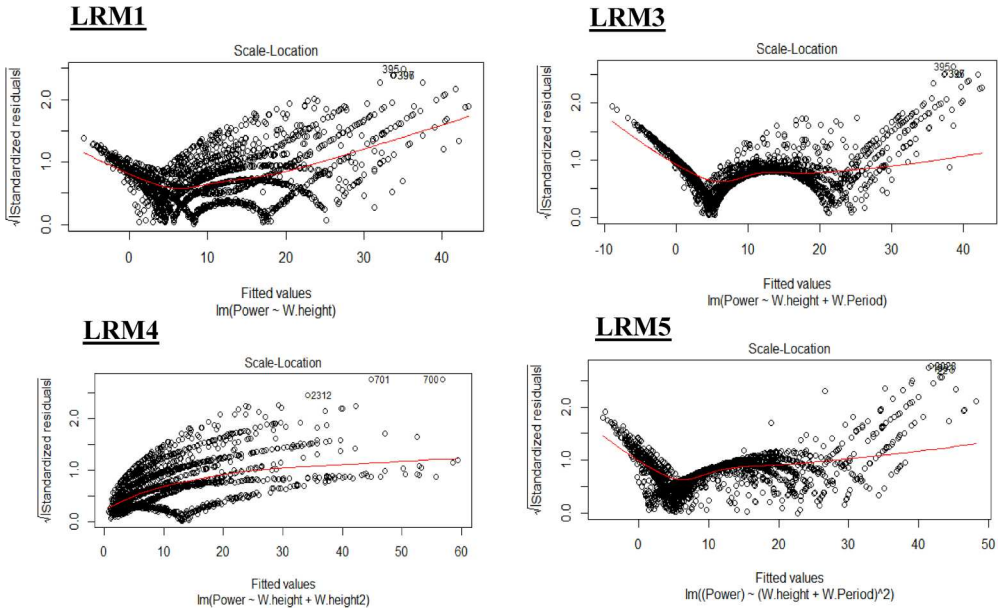 LRM1
Scale-Location
395
√|Standardized residuals|
2.0
1.0
0.0
0 10 20 30 40
Fitted values
lm(Power ~ W.height)
LRM3
Scale-Location
395
√|Standardized residuals|
2.0
1.0
0.0
-10 0 10 20 30 40
Fitted values
lm(Power ~ W.height + W.Period)
LRM4
Scale-Location
701 700
2312
√|Standardized residuals|
2.0
1.0
0.0
0 10 20 30 40 50 60
Fitted values
lm(Power ~ W.height + W.height2)
LRM5
Scale-Location
√|Standardized residuals|
2.0
1.0
0.0
0 10 20 30 40 50
Fitted values
lm((Power) ~ (W.height + W.Period)^2)